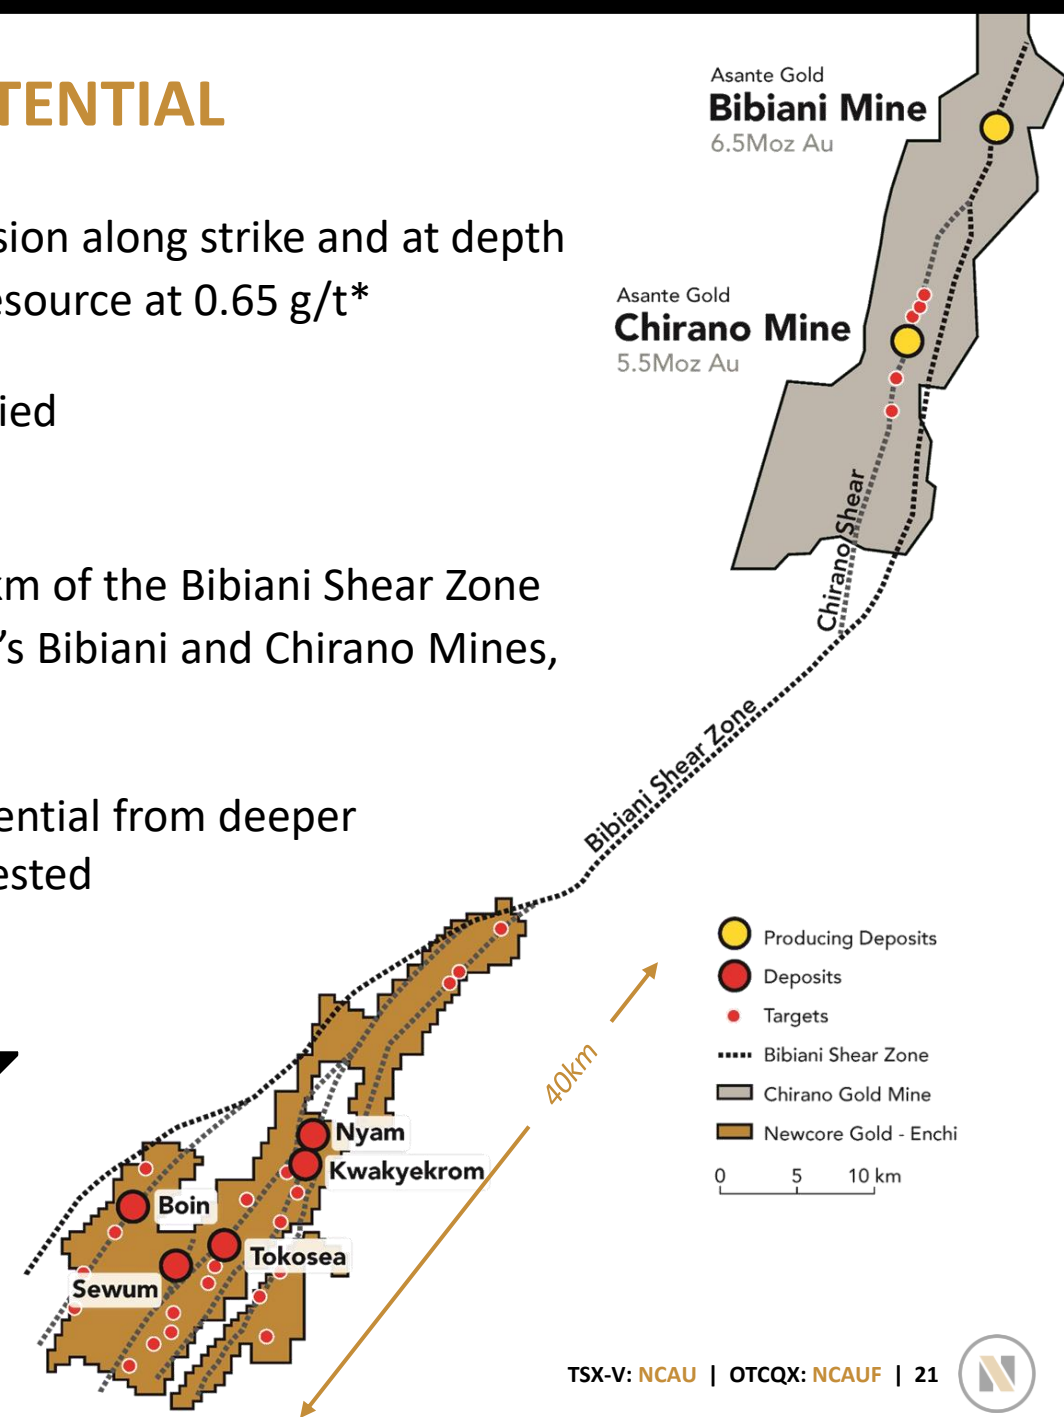 TENTIAL
sion along strike and at depth
esource at 0.65 g/t*
ied
km of the Bibiani Shear Zone
's Bibiani and Chirano Mines,
ential from deeper
ested
Asante Gold
Bibiani Mine
6.5Moz Au
Asante Gold
Chirano Mine
5.5Moz Au
Chirano Shear
Bibiani Shear Zone
40km
Producing Deposits
Deposits
Targets
Bibiani Shear Zone
Chirano Gold Mine
Newcore Gold - Enchi
0 5 10 km
Nyam
Kwakyekrom
Boin
Tokosea
Sewum
TSX-V: NCAU | OTCQX: NCAUF | 21
N